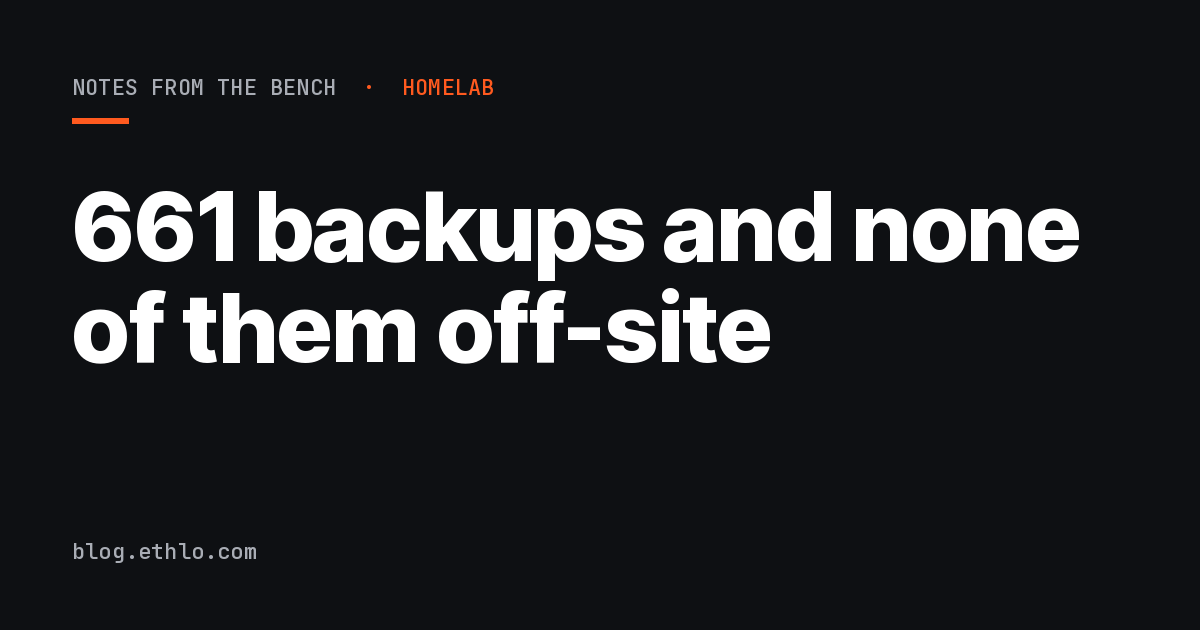 NOTES FROM THE BENCH · HOMELAB
661 backups and none
of them off-site
blog.ethlo.com